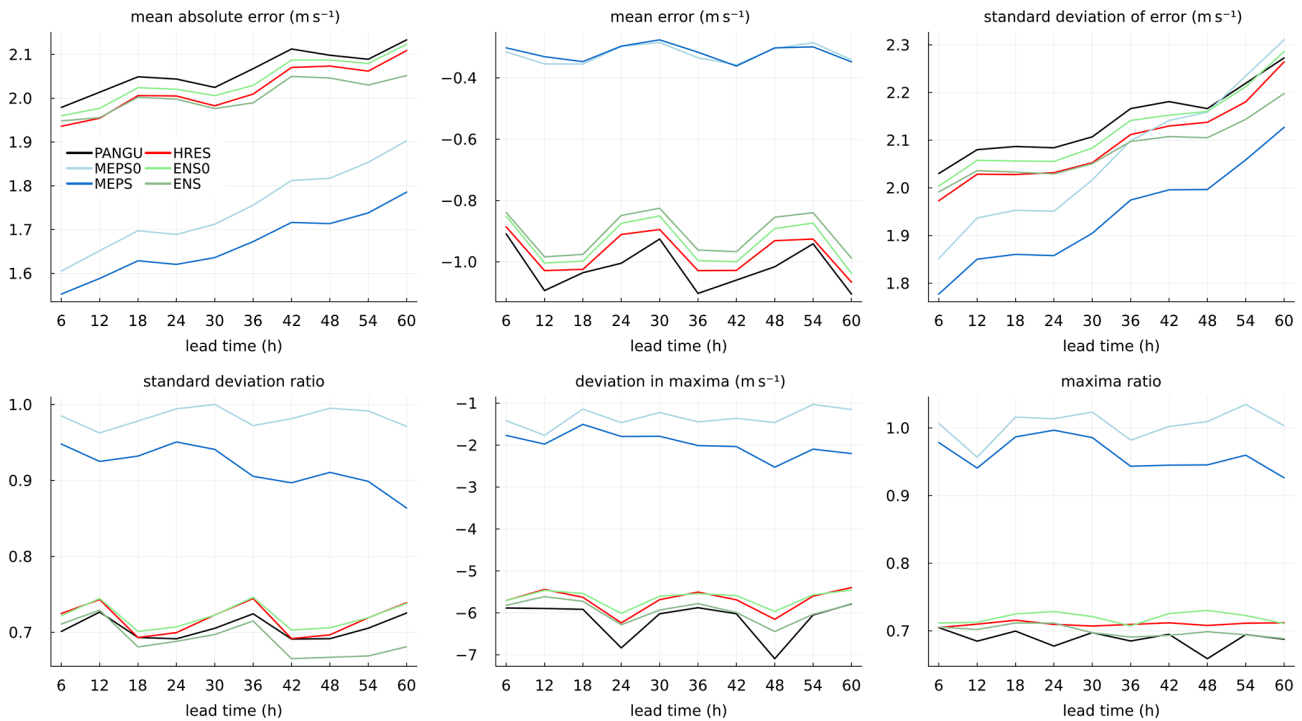 mean absolute error (m s⁻¹)
2.1
2.0
1.9
1.8
1.7
1.6
PANGU HRES
MEPS0 ENS0
MEPS ENS
6 12 18 24 30 36 42 48 54 60
lead time (h)
mean error (m s⁻¹)
−0.4
−0.6
−0.8
−1.0
6 12 18 24 30 36 42 48 54 60
lead time (h)
standard deviation of error (m s⁻¹)
2.3
2.2
2.1
2.0
1.9
1.8
6 12 18 24 30 36 42 48 54 60
lead time (h)
standard deviation ratio
1.0
0.9
0.8
0.7
6 12 18 24 30 36 42 48 54 60
lead time (h)
deviation in maxima (m s⁻¹)
−1
−2
−3
−4
−5
−6
−7
6 12 18 24 30 36 42 48 54 60
lead time (h)
maxima ratio
1.0
0.9
0.8
0.7
6 12 18 24 30 36 42 48 54 60
lead time (h)